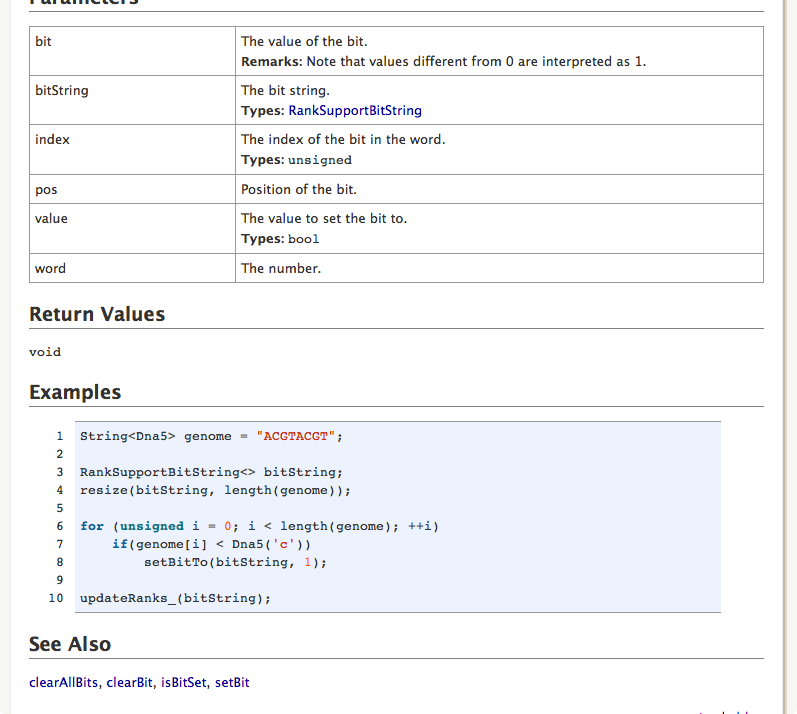 Parameters
bit The value of the bit.
Remarks: Note that values different from 0 are interpreted as 1.
bitString The bit string.
Types: RankSupportBitString
index The index of the bit in the word.
Types: unsigned
pos Position of the bit.
value The value to set the bit to.
Types: bool
word The number.
Return Values
void
Examples
1 String<Dna5> genome = "ACGTACGT";
2
3 RankSupportBitString<> bitString;
4 resize(bitString, length(genome));
5
6 for (unsigned i = 0; i < length(genome); ++i)
7 if(genome[i] < Dna5('c'))
8 setBitTo(bitString, 1);
9
10 updateRanks_(bitString);
See Also
clearAllBits, clearBit, isBitSet, setBit